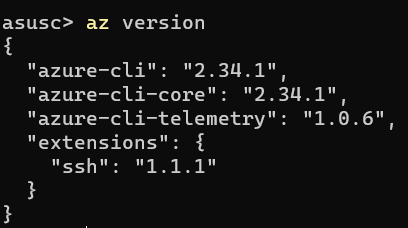 asusc> az version
{
  "azure-cli": "2.34.1",
  "azure-cli-core": "2.34.1",
  "azure-cli-telemetry": "1.0.6",
  "extensions": {
    "ssh": "1.1.1"
  }
}